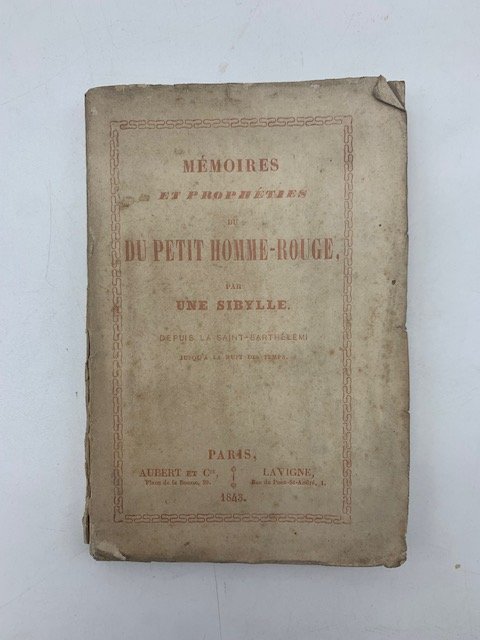 MÉMOIRES
ET PROPHÉTIES
DU
DU PETIT HOMME-ROUGE,
PAR
UNE SIBYLLE.
DEPUIS LA SAINT-BARTHÉLEMI
JUSQU'A LA NUIT DES TEMPS.
PARIS,
AUBERT ET Cie,
Place de la Bourse, 29.
LAVIGNE,
Rue du Paon-St-André, 1.
1843.